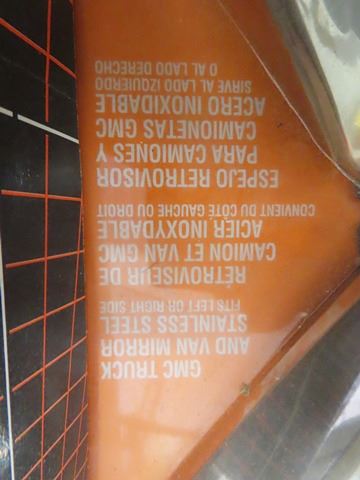 GMC TRUCK
AND VAN MIRROR
STAINLESS STEEL
FITS LEFT OR RIGHT SIDE
RÉTROVISEUR DE
CAMION ET VAN GMC
ACIER INOXYDABLE
CONVIENT DU CÔTÉ GAUCHE OU DROIT
ESPEJO RETROVISOR
PARA CAMIONES Y
CAMIONETAS GMC
ACERO INOXIDABLE
SIRVE AL LADO IZQUIERDO
O AL LADO DERECHO